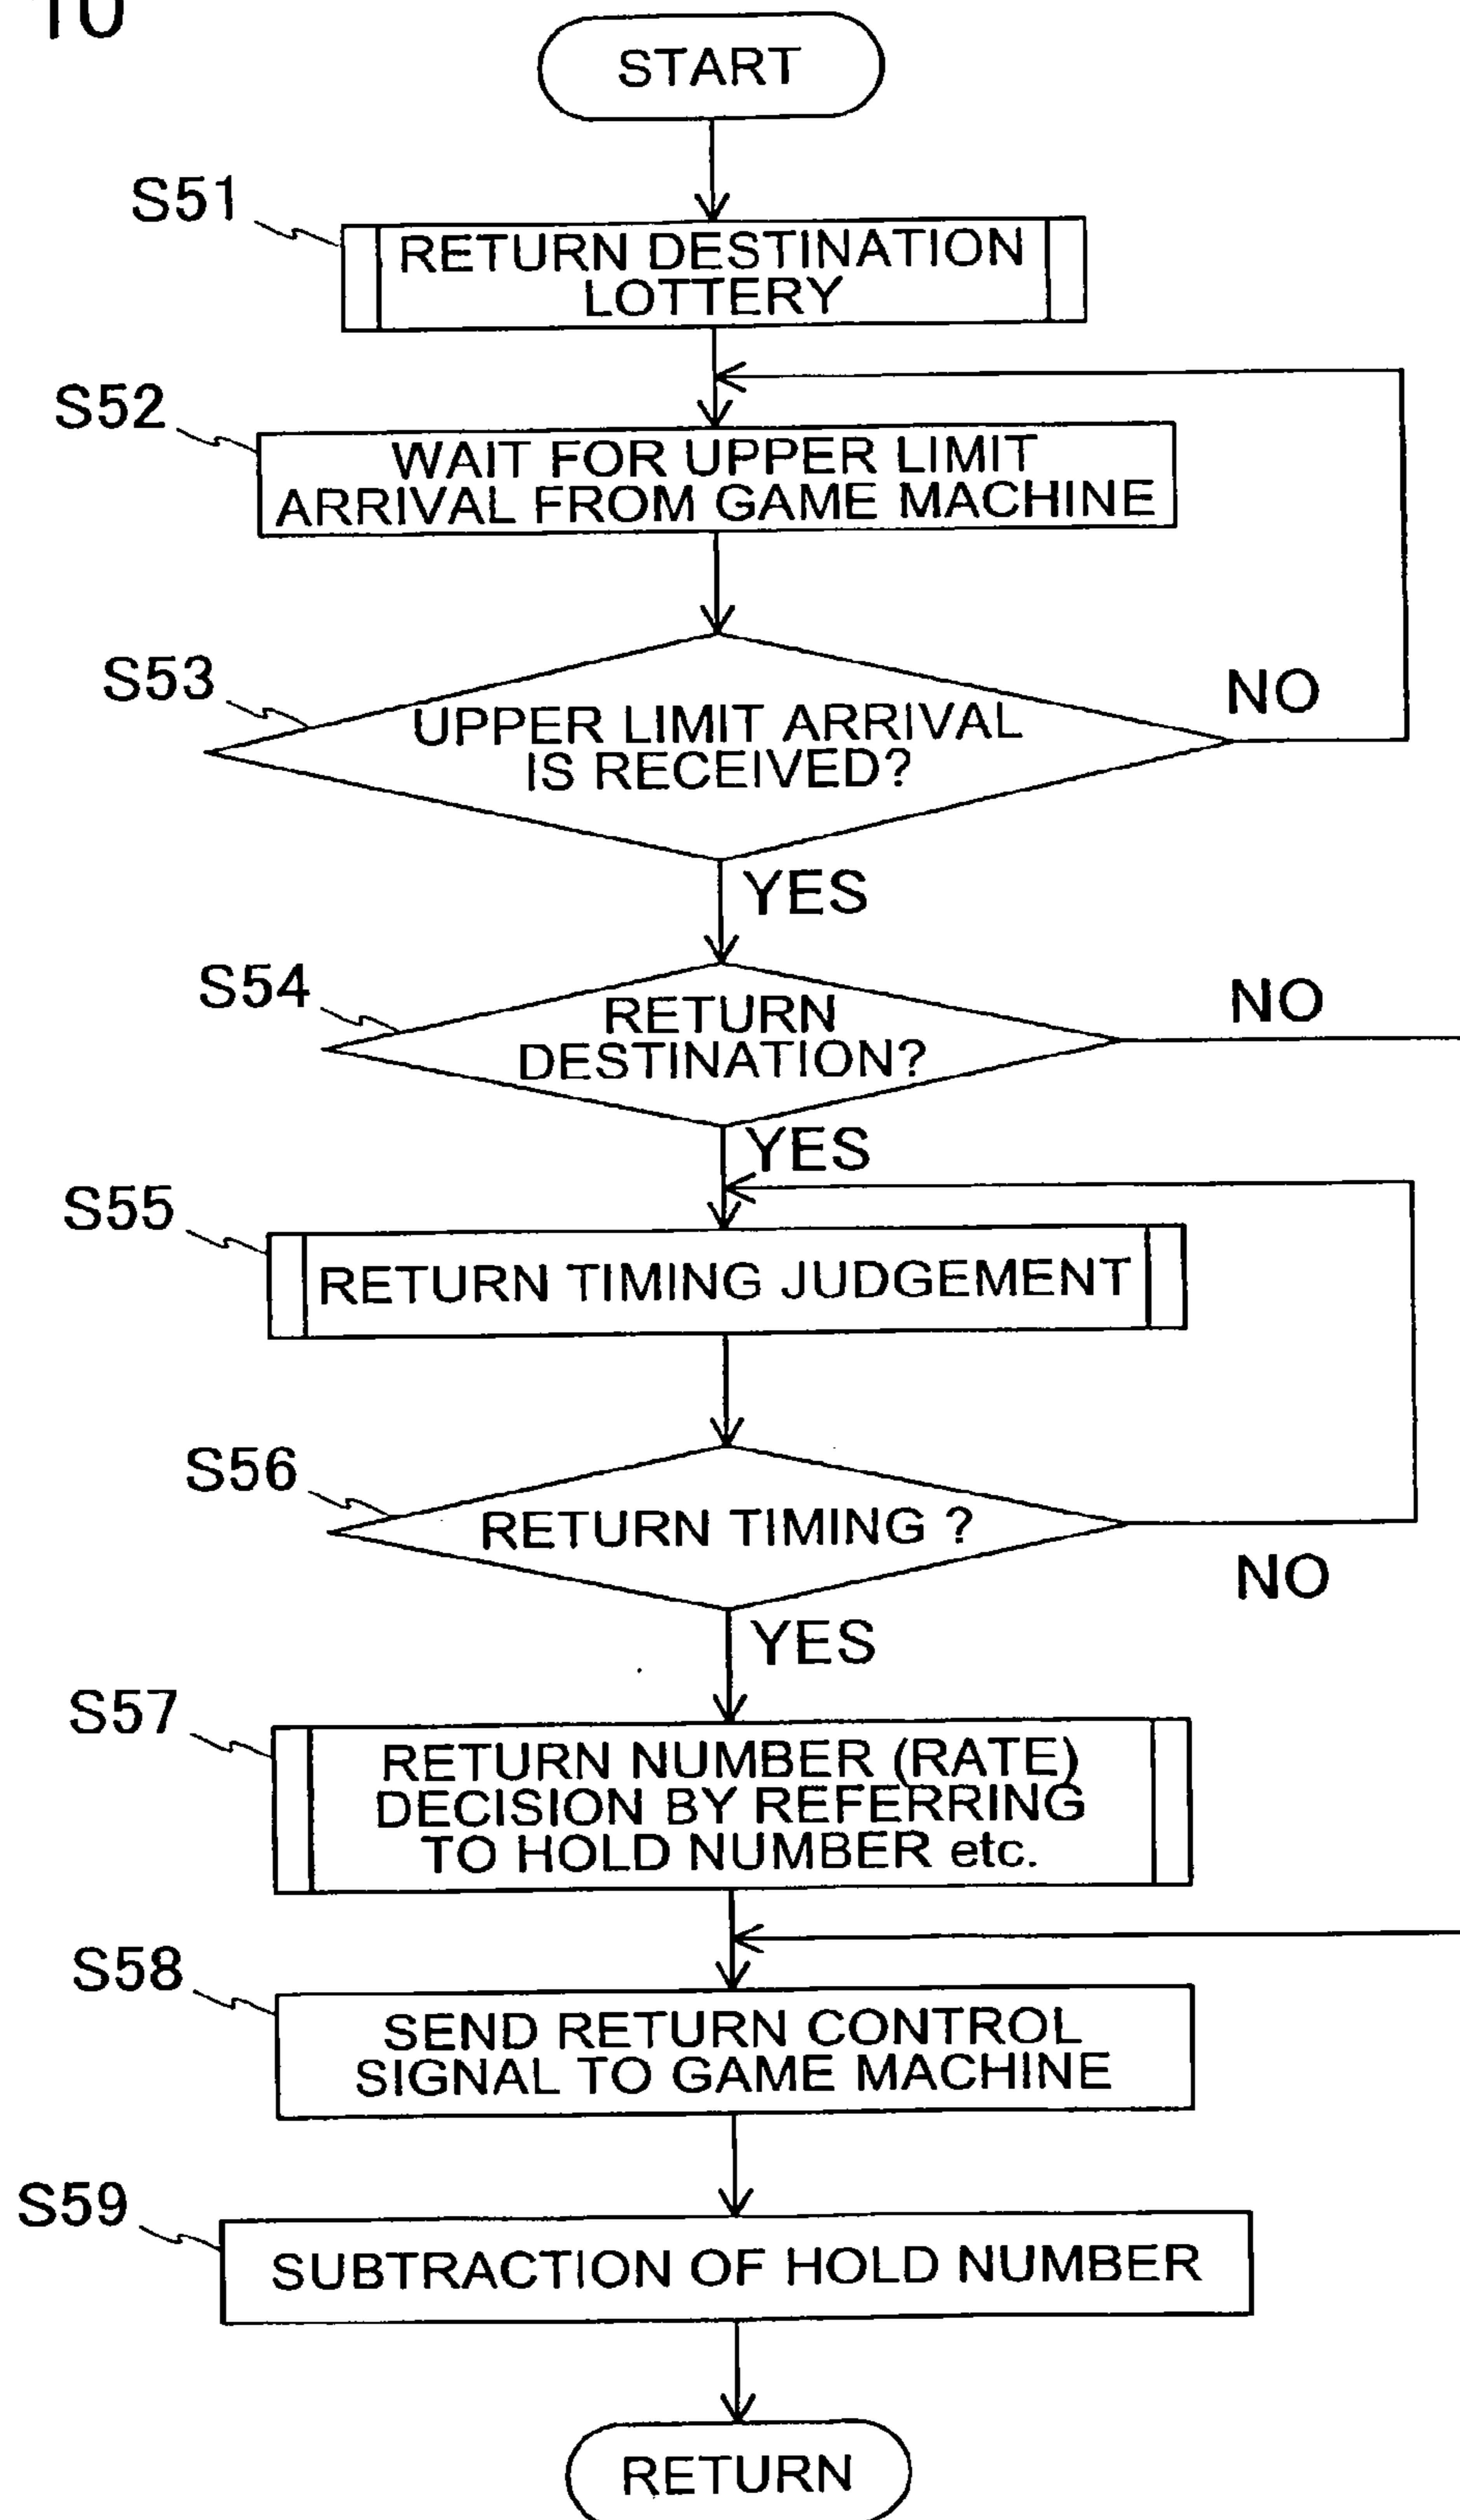 10
START
S51
RETURN DESTINATION
LOTTERY
S52
WAIT FOR UPPER LIMIT
ARRIVAL FROM GAME MACHINE
S53
UPPER LIMIT ARRIVAL
IS RECEIVED?
NO
YES
S54
RETURN
DESTINATION?
NO
YES
S55
RETURN TIMING JUDGEMENT
S56
RETURN TIMING ?
NO
YES
S57
RETURN NUMBER (RATE)
DECISION BY REFERRING
TO HOLD NUMBER etc.
S58
SEND RETURN CONTROL
SIGNAL TO GAME MACHINE
S59
SUBTRACTION OF HOLD NUMBER
RETURN